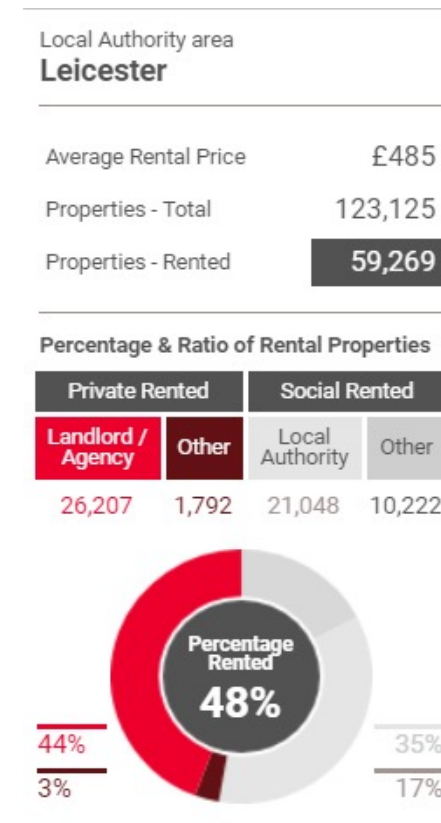 Local Authority area
Leicester
Average Rental Price £485
Properties - Total 123,125
Properties - Rented 59,269
Percentage & Ratio of Rental Properties
Private Rented Social Rented
Landlord / Agency Other Local Authority Other
26,207 1,792 21,048 10,222
Percentage
Rented
48%
44% 35%
3% 17%